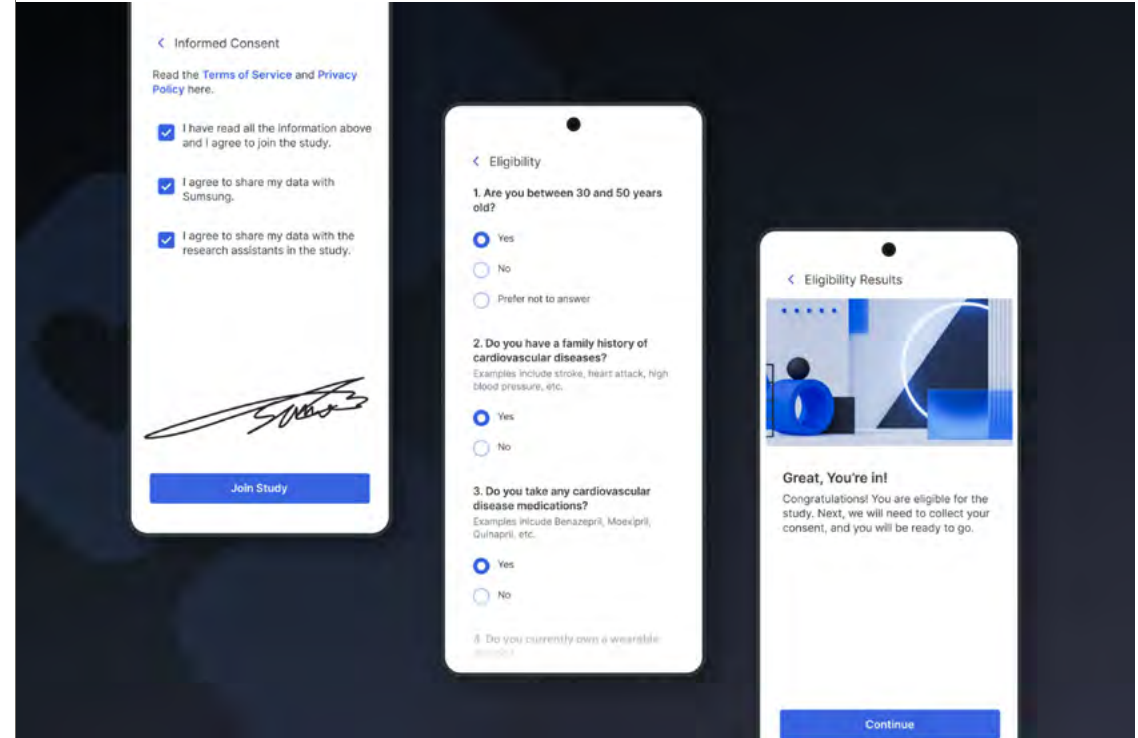 Informed Consent
Read the Terms of Service and Privacy
Policy here.
I have read all the information above
and I agree to join the study.
I agree to share my data with
Sumsung.
I agree to share my data with the
research assistants in the study.
Join Study
Eligibility
1. Are you between 30 and 50 years
old?
Yes
No
Prefer not to answer
2. Do you have a family history of
cardiovascular diseases?
Examples include stroke, heart attack, high
blood pressure, etc.
Yes
No
3. Do you take any cardiovascular
disease medications?
Examples inlcude Benazepril, Moexipril,
Quinapril, etc.
Yes
No
4. Do you currently own a wearable
Eligibility Results
Great, You're in!
Congratulations! You are eligible for the
study. Next, we will need to collect your
consent, and you will be ready to go.
Continue